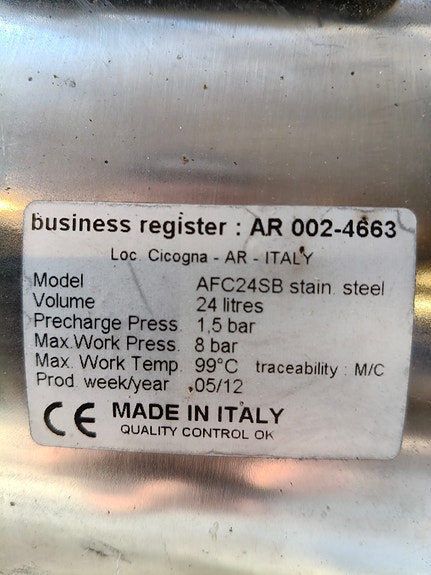 business register : AR 002-4663
Loc. Cicogna - AR - ITALY
Model AFC24SB stain. steel
Volume 24 litres
Precharge Press. 1,5 bar
Max.Work Press. 8 bar
Max. Work Temp. 99°C traceability : M/C
Prod. week/year 05/12
CE MADE IN ITALY
QUALITY CONTROL OK